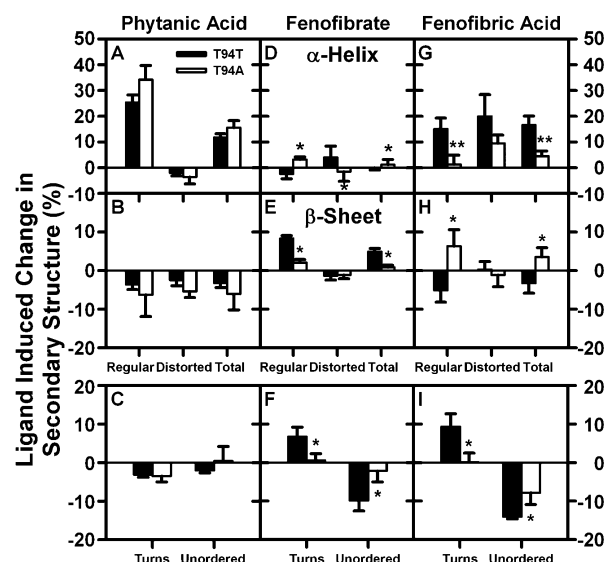 Phytanic Acid Fenofibrate Fenofibric Acid
Ligand Induced Change in
Secondary Structure (%)
50 A T94T D α-Helix G 50
40 T94A 40
30 30
20 20
10 * * ** ** 10
0 0
-10 * -10
20 B E β-Sheet H 20
10 * * * * 10
0 0
-10 -10
-20 -20
Regular Distorted Total Regular Distorted Total Regular Distorted Total
20 C F I 20
10 * * 10
0 0
-10 * * -10
-20 -20
Turns Unordered Turns Unordered Turns Unordered